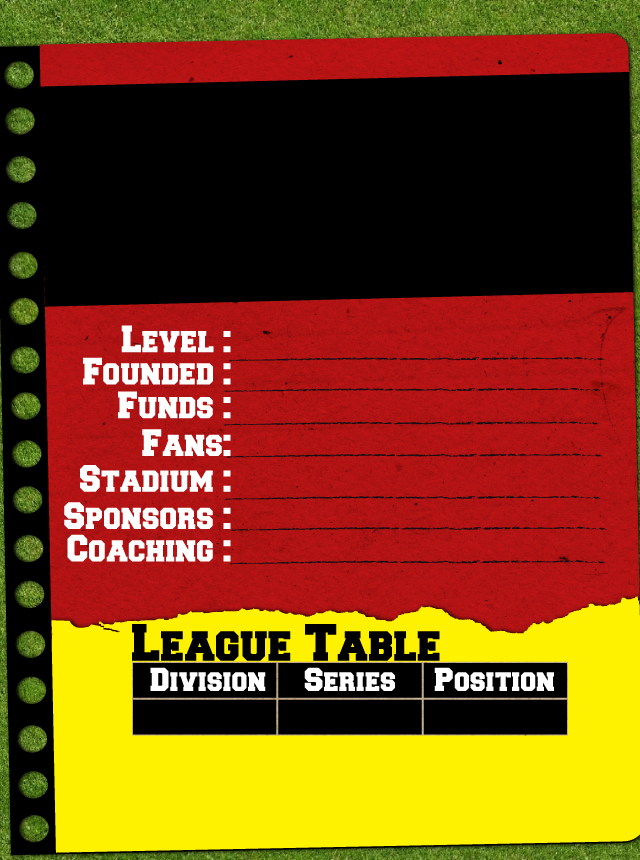 Level :
Founded :
Funds :
Fans:
Stadium :
Sponsors :
Coaching :
League Table
Division Series Position